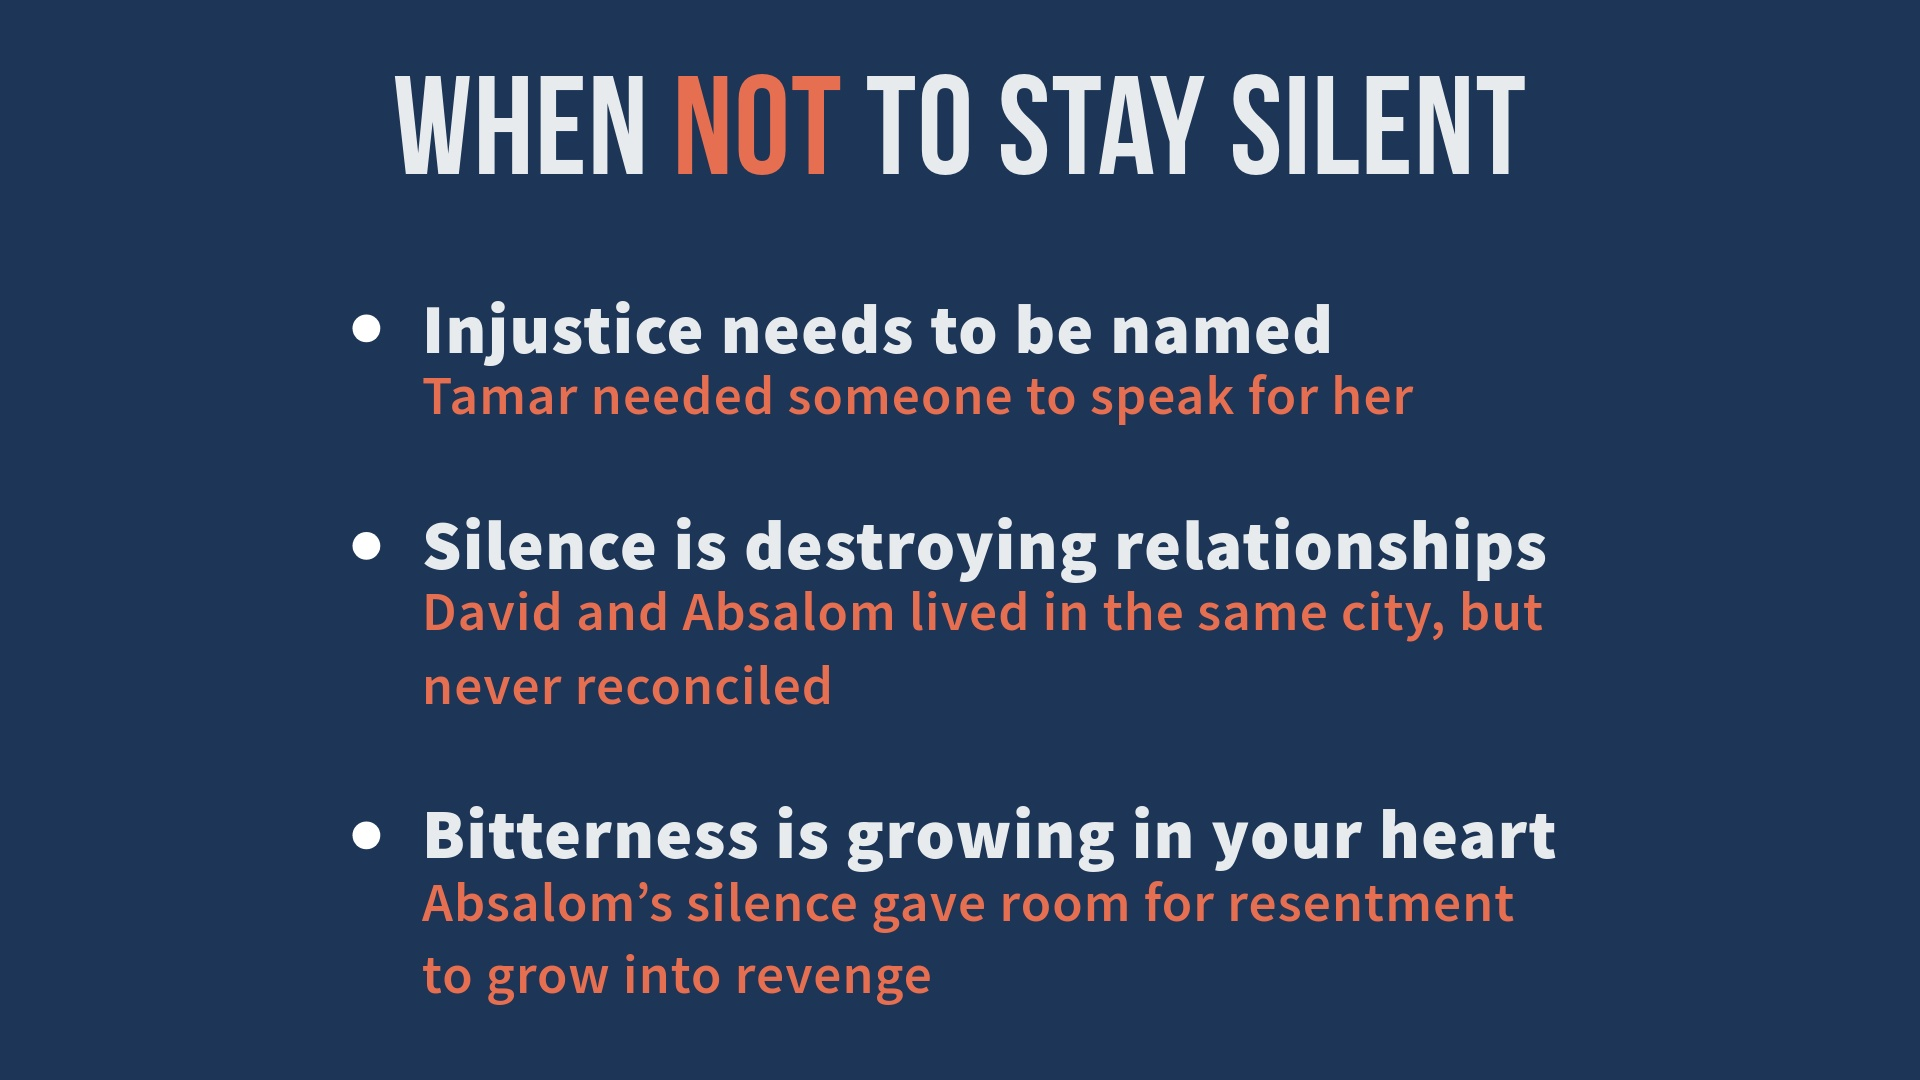 WHEN NOT TO STAY SILENT
• Injustice needs to be named
Tamar needed someone to speak for her
• Silence is destroying relationships
David and Absalom lived in the same city, but
never reconciled
• Bitterness is growing in your heart
Absalom’s silence gave room for resentment
to grow into revenge